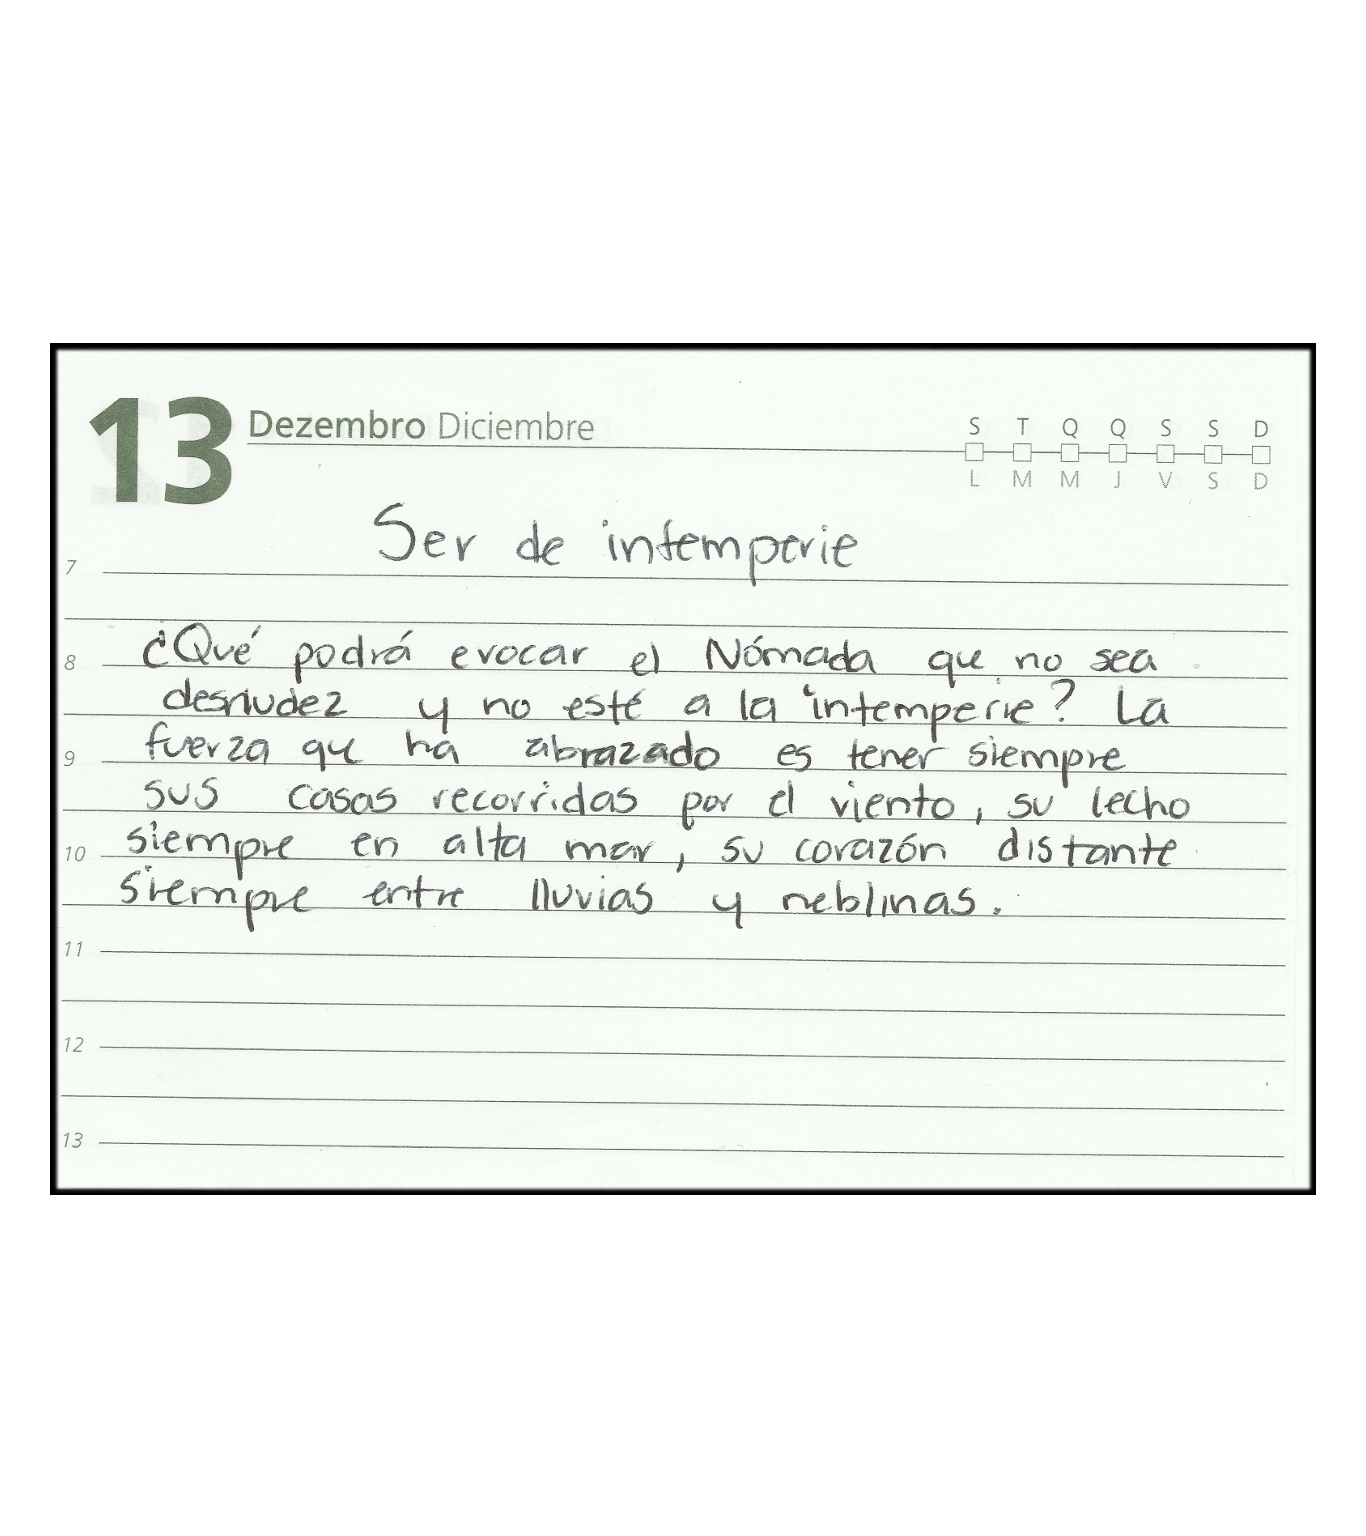 13 Dezembro Diciembre
S T Q Q S S D
L M M J V S D
Ser de intemperie
7
8 ¿Qué podrá evocar el Nómada que no sea
desnudez y no esté a la intemperie? La
9 fuerza que ha abrazado es tener siempre
sus casas recorridas por el viento, su lecho
10 siempre en alta mar, su corazón distante
siempre entre lluvias y neblinas.
11
12
13